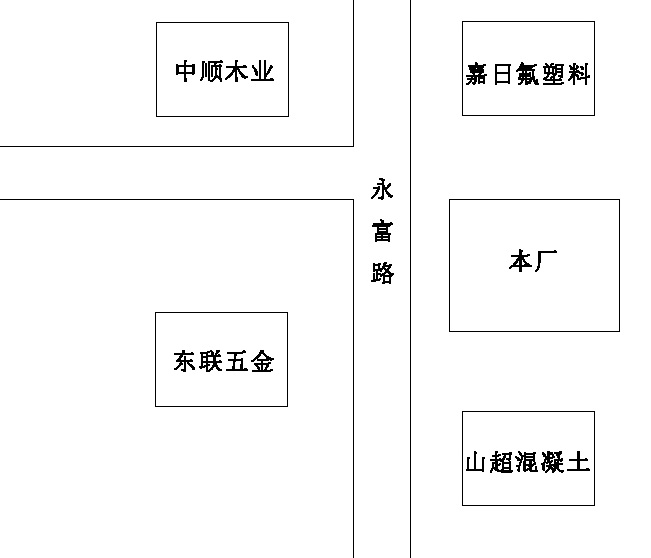 中顺木业
嘉日氟塑料
永富路
本厂
东联五金
山超混凝土